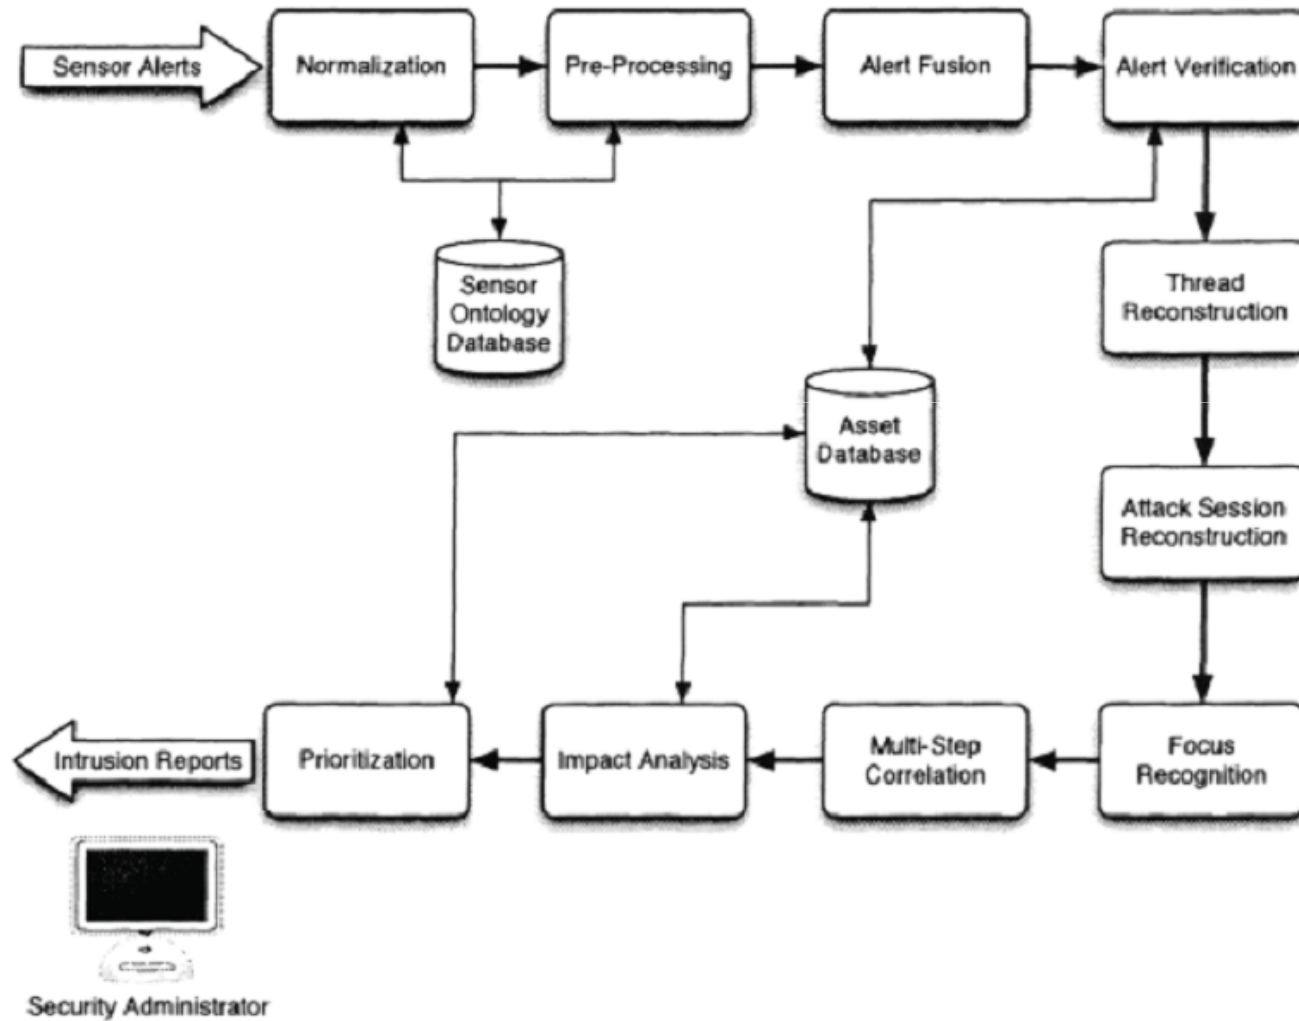 Sensor Alerts
Normalization
Pre-Processing
Alert Fusion
Alert Verification
Sensor
Ontology
Database
Thread
Reconstruction
Asset
Database
Attack Session
Reconstruction
Intrusion Reports
Prioritization
Impact Analysis
Multi-Step
Correlation
Focus
Recognition
Security Administrator